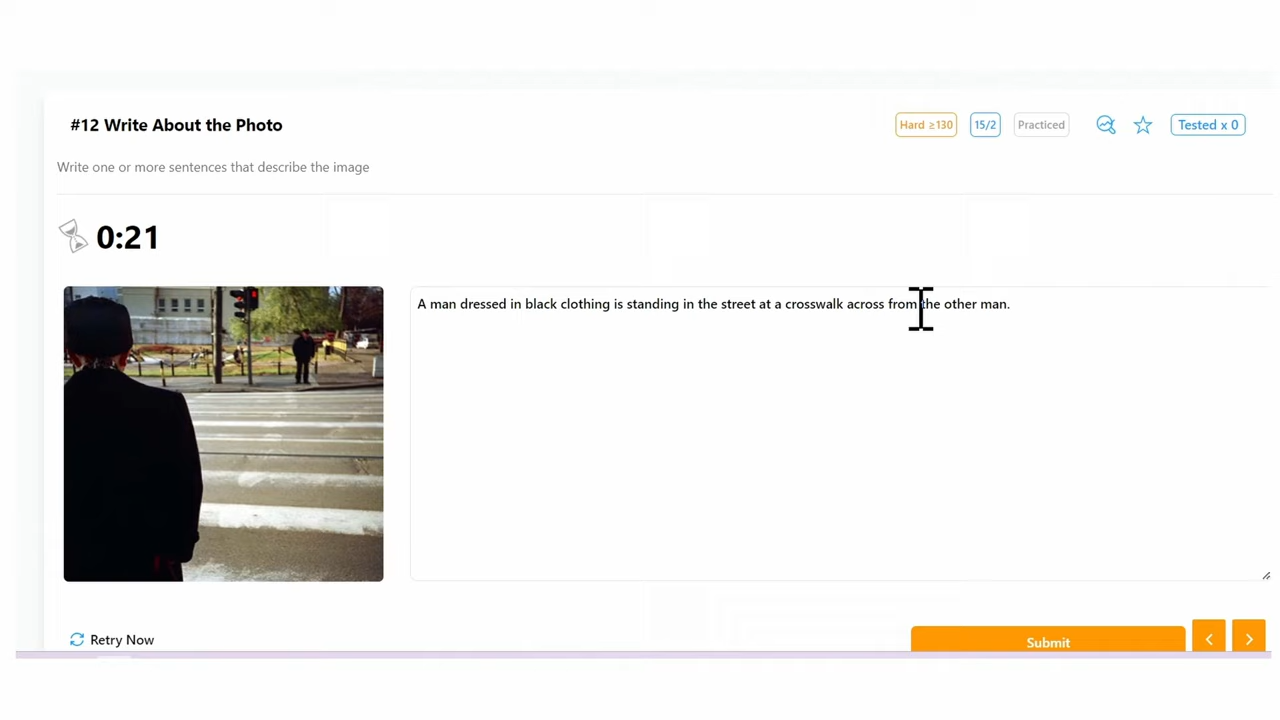 #12 Write About the Photo
Hard ≥130
15/2
Practiced
Tested x 0
Write one or more sentences that describe the image
0:21
A man dressed in black clothing is standing in the street at a crosswalk across from the other man.
Retry Now
Submit